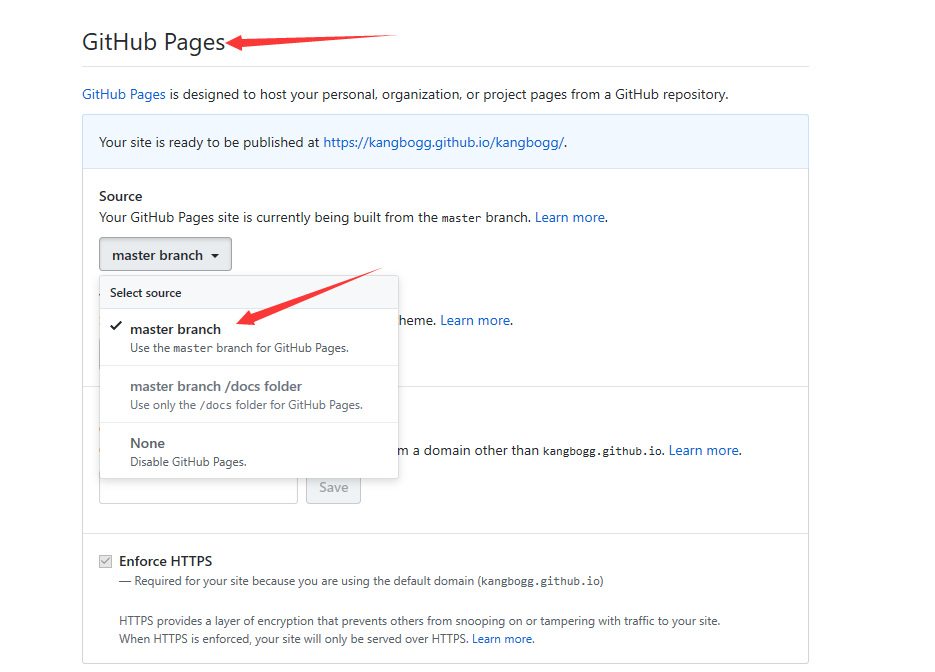 GitHub Pages
GitHub Pages is designed to host your personal, organization, or project pages from a GitHub repository.
Your site is ready to be published at https://kangbogg.github.io/kangbogg/.
Source
Your GitHub Pages site is currently being built from the master branch. Learn more.
master branch
Select source
heme. Learn more.
master branch
Use the master branch for GitHub Pages.
master branch /docs folder
Use only the /docs folder for GitHub Pages.
None
m a domain other than kangbogg.github.io. Learn more.
Disable GitHub Pages.
Save
Enforce HTTPS
— Required for your site because you are using the default domain (kangbogg.github.io)
HTTPS provides a layer of encryption that prevents others from snooping on or tampering with traffic to your site.
When HTTPS is enforced, your site will only be served over HTTPS. Learn more.